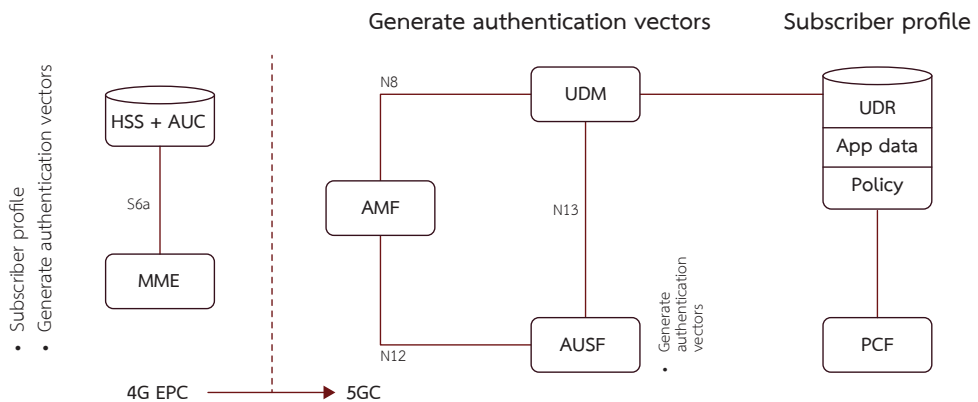 Generate authentication vectors
Subscriber profile
• Subscriber profile
• Generate authentication vectors
HSS + AUC
S6a
MME
N8
UDM
UDR
App data
Policy
AMF
N13
N12
AUSF
• Generate
authentication
vectors
PCF
4G EPC
5GC